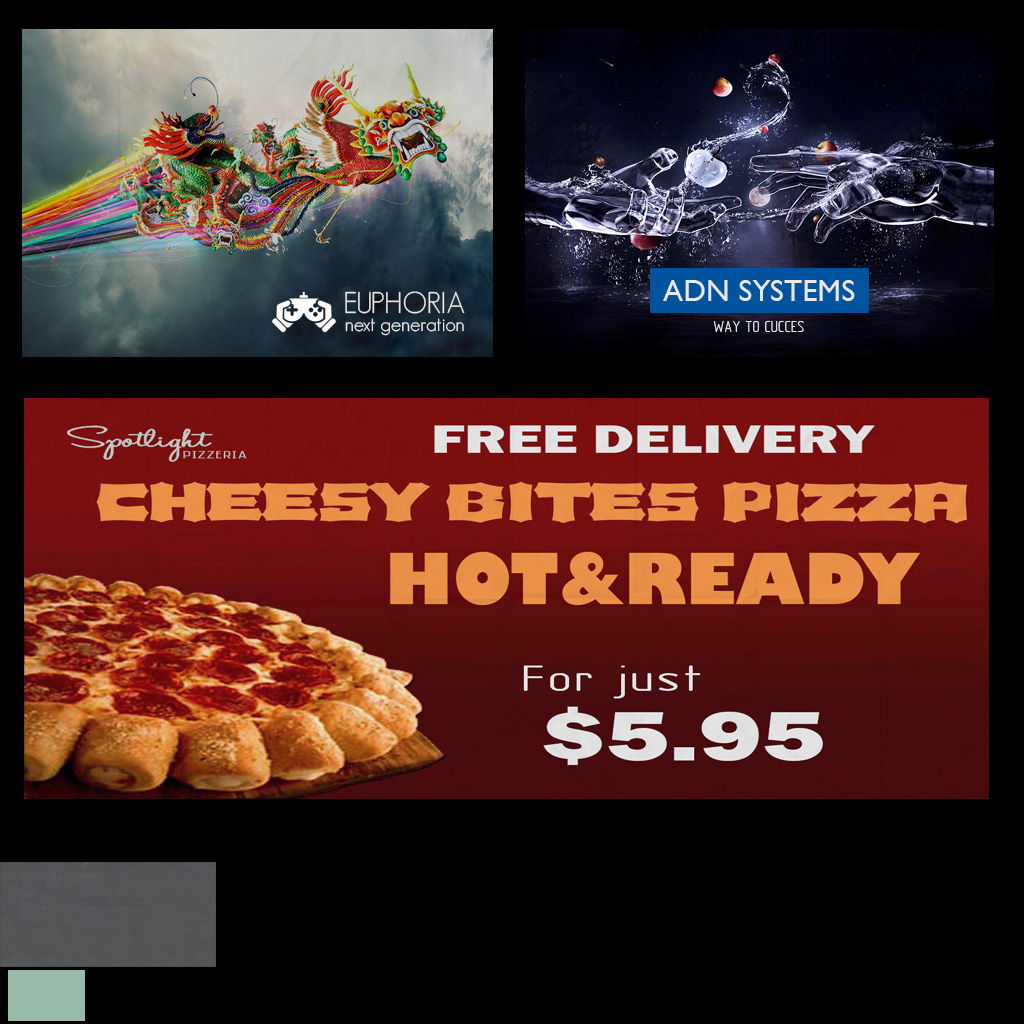 EUPHORIA
next generation
ADN SYSTEMS
WAY TO CUCCES
Spotlight
PIZZERIA
FREE DELIVERY
CHEESY BITES PIZZA
HOT&READY
For just
$5.95